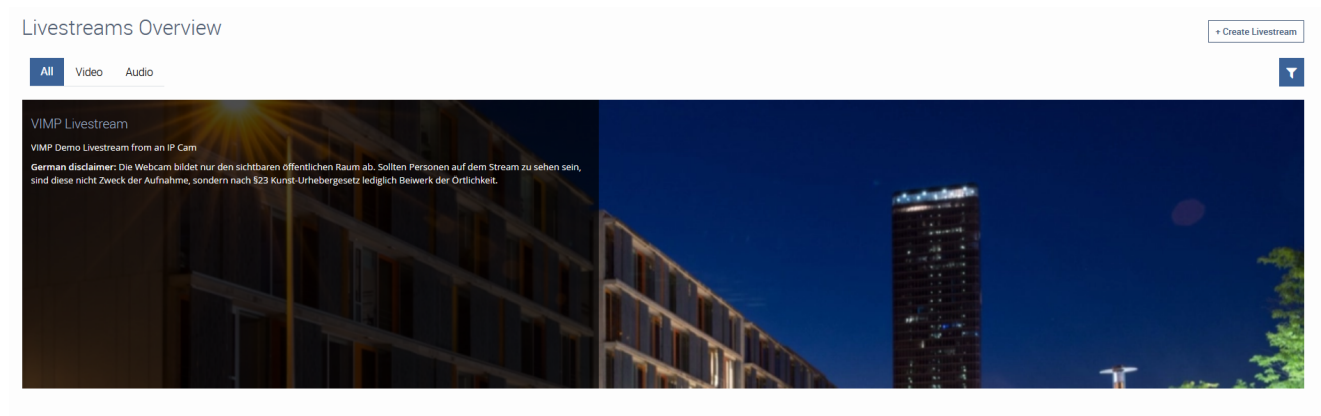 Livestreams Overview
+ Create Livestream
All Video Audio
VIMP Livestream
VIMP Demo Livestream from an IP Cam
German disclaimer: Die Webcam bildet nur den sichtbaren öffentlichen Raum ab. Sollten Personen auf dem Stream zu sehen sein,
sind diese nicht Zweck der Aufnahme, sondern nach §23 Kunst-Urhebergesetz lediglich Beiwerk der Örtlichkeit.